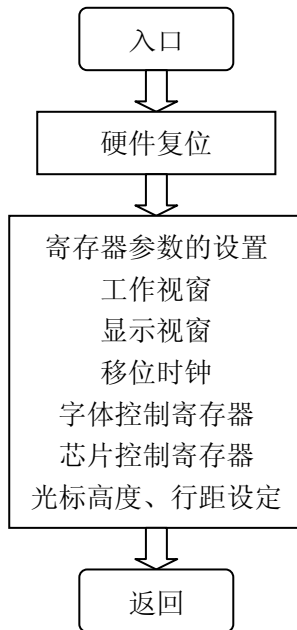 入口
硬件复位
寄存器参数的设置
工作视窗
显示视窗
移位时钟
字体控制寄存器
芯片控制寄存器
光标高度、行距设定
返回